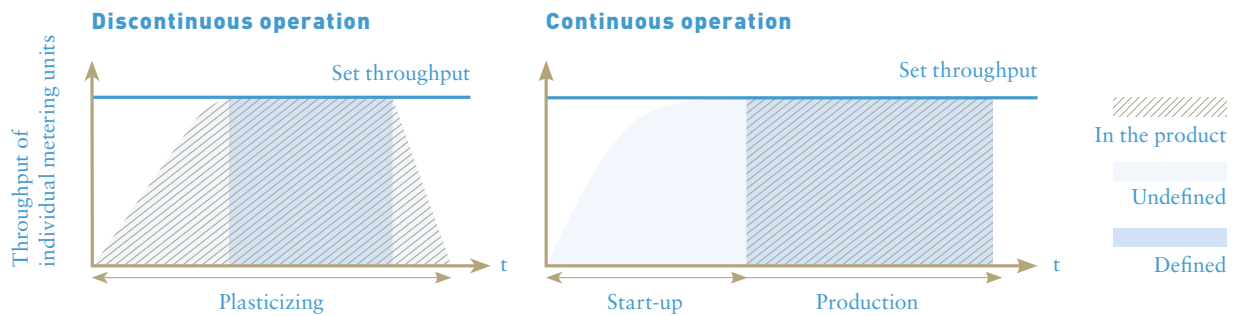 Discontinuous operation
Throughput of
individual metering units
Set throughput
t
Plasticizing
Continuous operation
Set throughput
t
Start-up
Production
In the product
Undefined
Defined